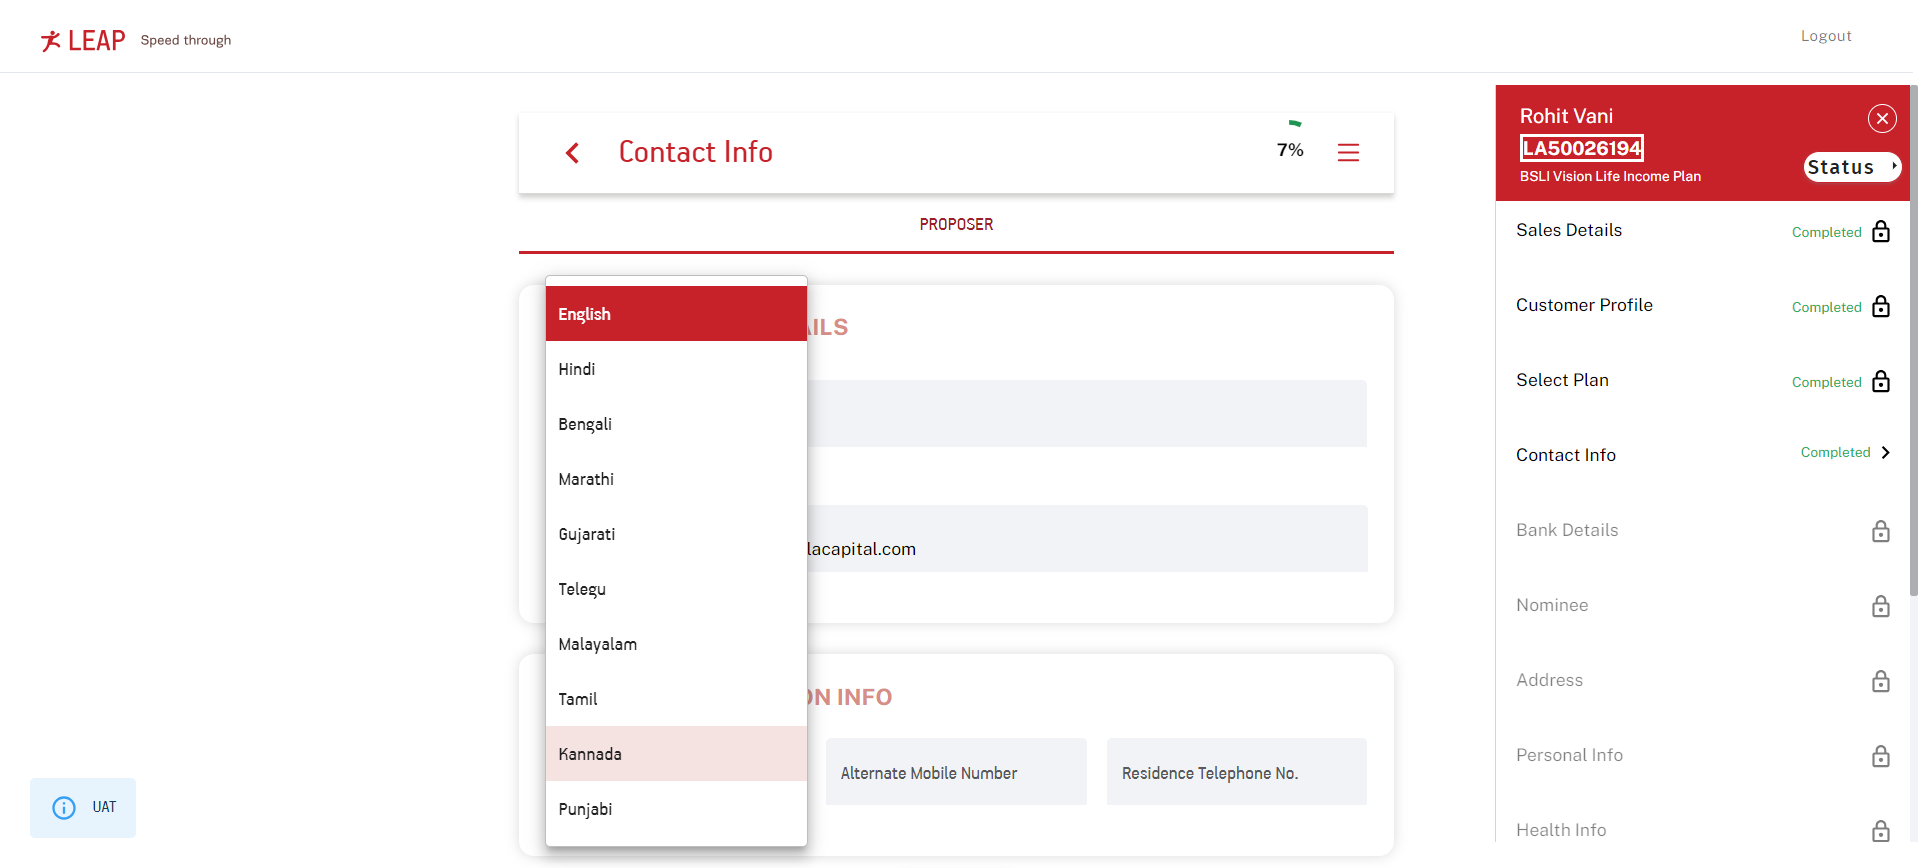 LEAP Speed through
Logout
Contact Info
7%
PROPOSER
English
Hindi
Bengali
Marathi
Gujarati
Telegu
Malayalam
Tamil
Kannada
Punjabi
AILS
lacapital.com
ON INFO
Alternate Mobile Number
Residence Telephone No.
UAT
Rohit Vani
LA50026194
BSLI Vision Life Income Plan
Status
Sales Details Completed
Customer Profile Completed
Select Plan Completed
Contact Info Completed
Bank Details
Nominee
Address
Personal Info
Health Info